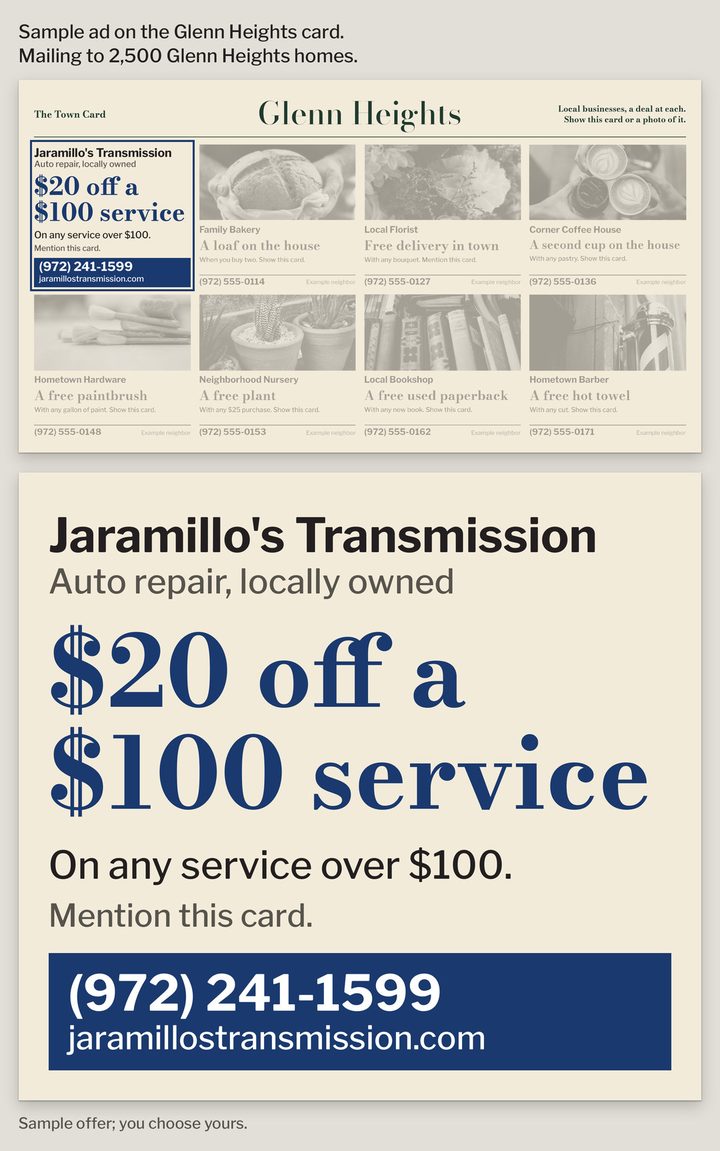 Sample ad on the Glenn Heights card.
Mailing to 2,500 Glenn Heights homes.
The Town Card
Glenn Heights
Local businesses, a deal at each.
Show this card or a photo of it.
Jaramillo's Transmission
Auto repair, locally owned
$20 off a
$100 service
On any service over $100.
Mention this card.
(972) 241-1599
jaramillostransmission.com
Family Bakery
A loaf on the house
When you buy two. Show this card.
(972) 555-0114
Example neighbor
Local Florist
Free delivery in town
With any bouquet. Mention this card.
(972) 555-0127
Example neighbor
Corner Coffee House
A second cup on the house
With any pastry. Show this card.
(972) 555-0136
Example neighbor
Hometown Hardware
A free paintbrush
With any gallon of paint. Show this card.
(972) 555-0148
Example neighbor
Neighborhood Nursery
A free plant
With any $25 purchase. Show this card.
(972) 555-0153
Example neighbor
Local Bookshop
A free used paperback
With any new book. Show this card.
(972) 555-0162
Example neighbor
Hometown Barber
A free hot towel
With any cut. Show this card.
(972) 555-0171
Example neighbor
Jaramillo's Transmission
Auto repair, locally owned
$20 off a
$100 service
On any service over $100.
Mention this card.
(972) 241-1599
jaramillostransmission.com
Sample offer; you choose yours.